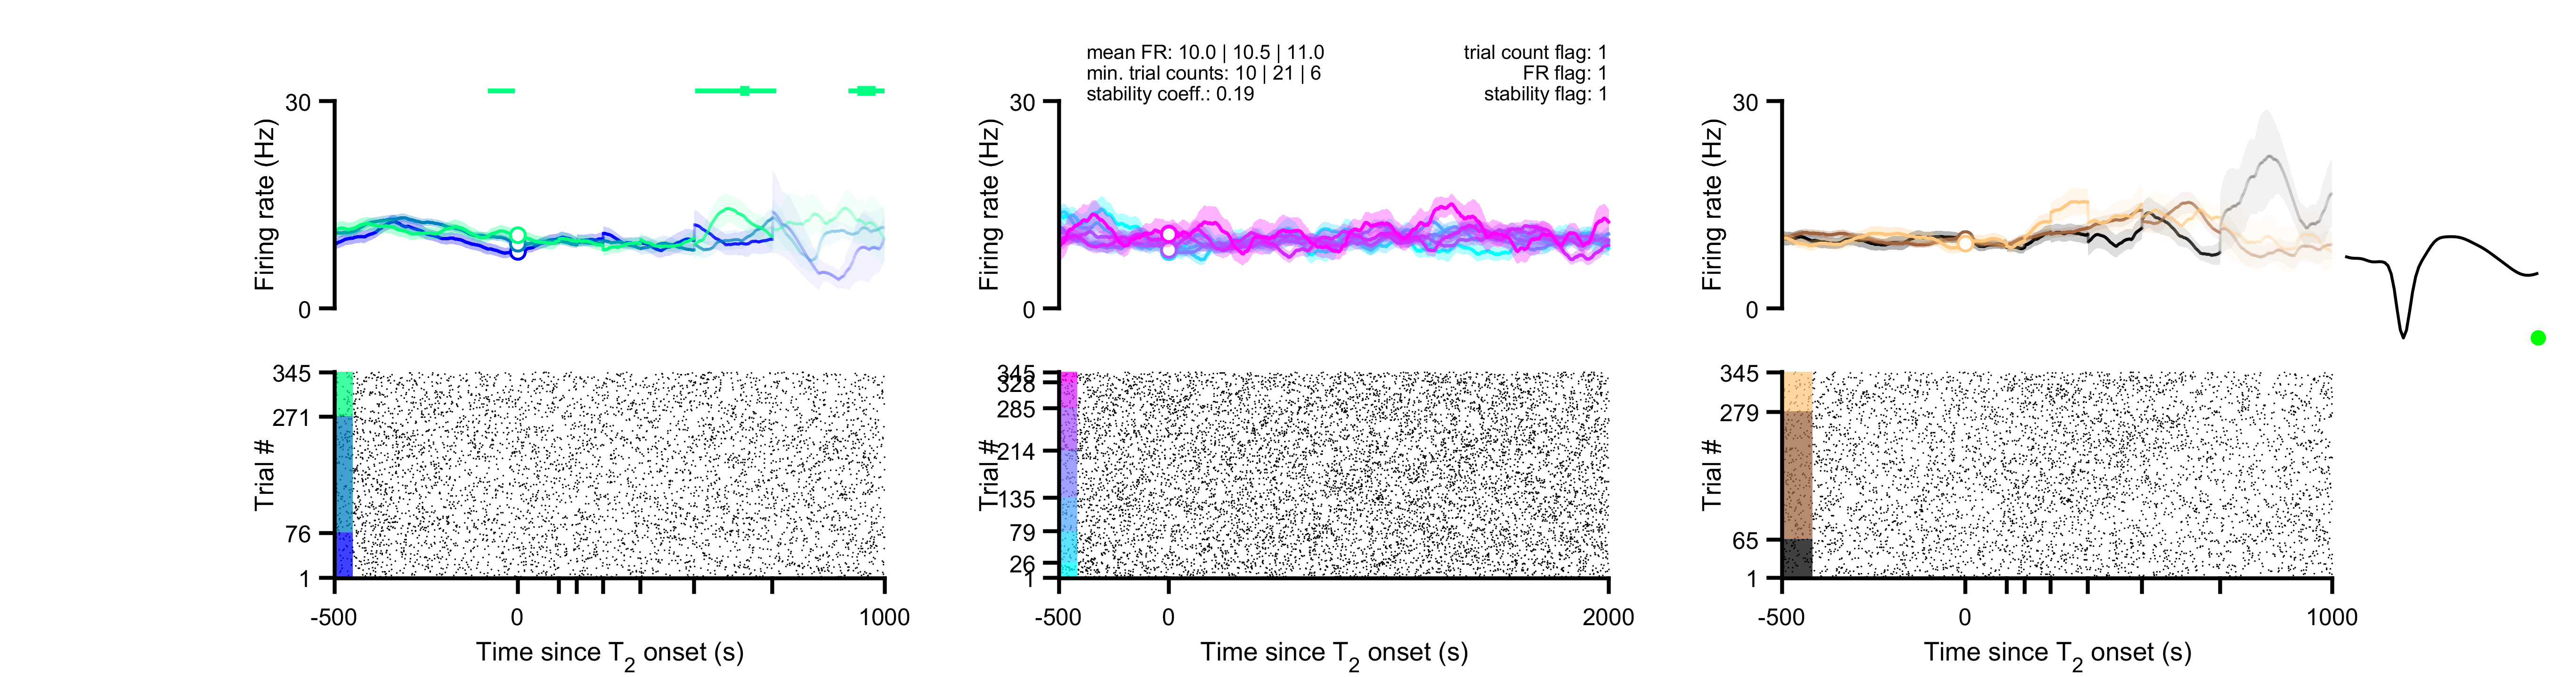 mean FR: 10.0 | 10.5 | 11.0
min. trial counts: 10 | 21 | 6
stability coeff.: 0.19
trial count flag: 1
FR flag: 1
stability flag: 1
30
0
Firing rate (Hz)
345
271
76
1
Trial #
-500
0
1000
Time since T2 onset (s)
30
0
Firing rate (Hz)
345
328
285
214
135
79
26
1
Trial #
-500
0
2000
Time since T2 onset (s)
30
0
Firing rate (Hz)
345
279
65
1
Trial #
-500
0
1000
Time since T2 onset (s)